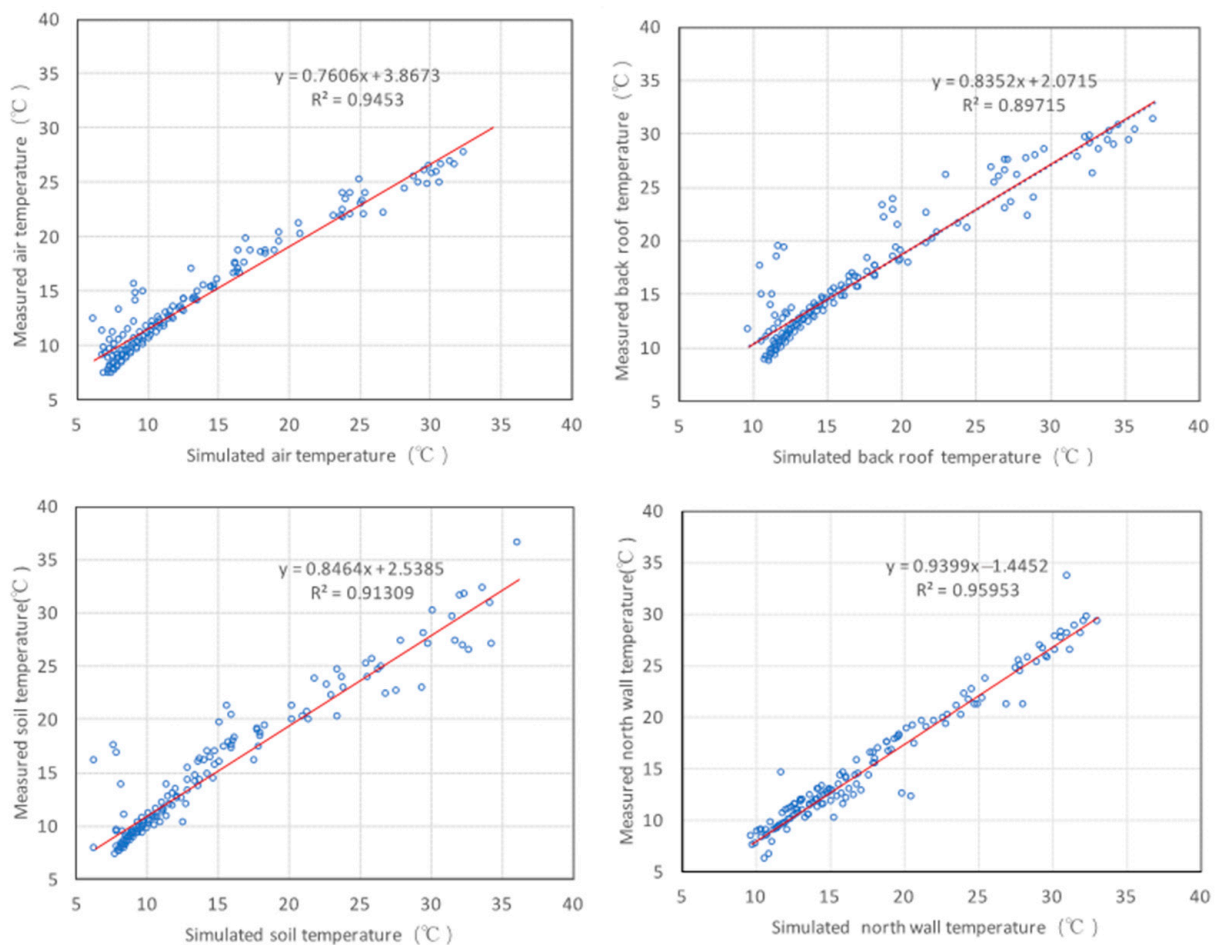 40
35
30
25
20
15
10
5
Measured air temperature (℃)
y = 0.7606x+3.8673
R² = 0.9453
5 10 15 20 25 30 35 40
Simulated air temperature (℃)
40
35
30
25
20
15
10
5
Measured back roof temperature (℃)
y = 0.8352x+2.0715
R² = 0.89715
5 10 15 20 25 30 35 40
Simulated back roof temperature (℃)
40
35
30
25
20
15
10
5
Measured soil temperature(℃)
y = 0.8464x+2.5385
R² = 0.91309
5 10 15 20 25 30 35 40
Simulated soil temperature (℃)
40
35
30
25
20
15
10
5
Measured north wall temperature(℃)
y = 0.9399x−1.4452
R² = 0.95953
5 10 15 20 25 30 35 40
Simulated north wall temperature (℃)